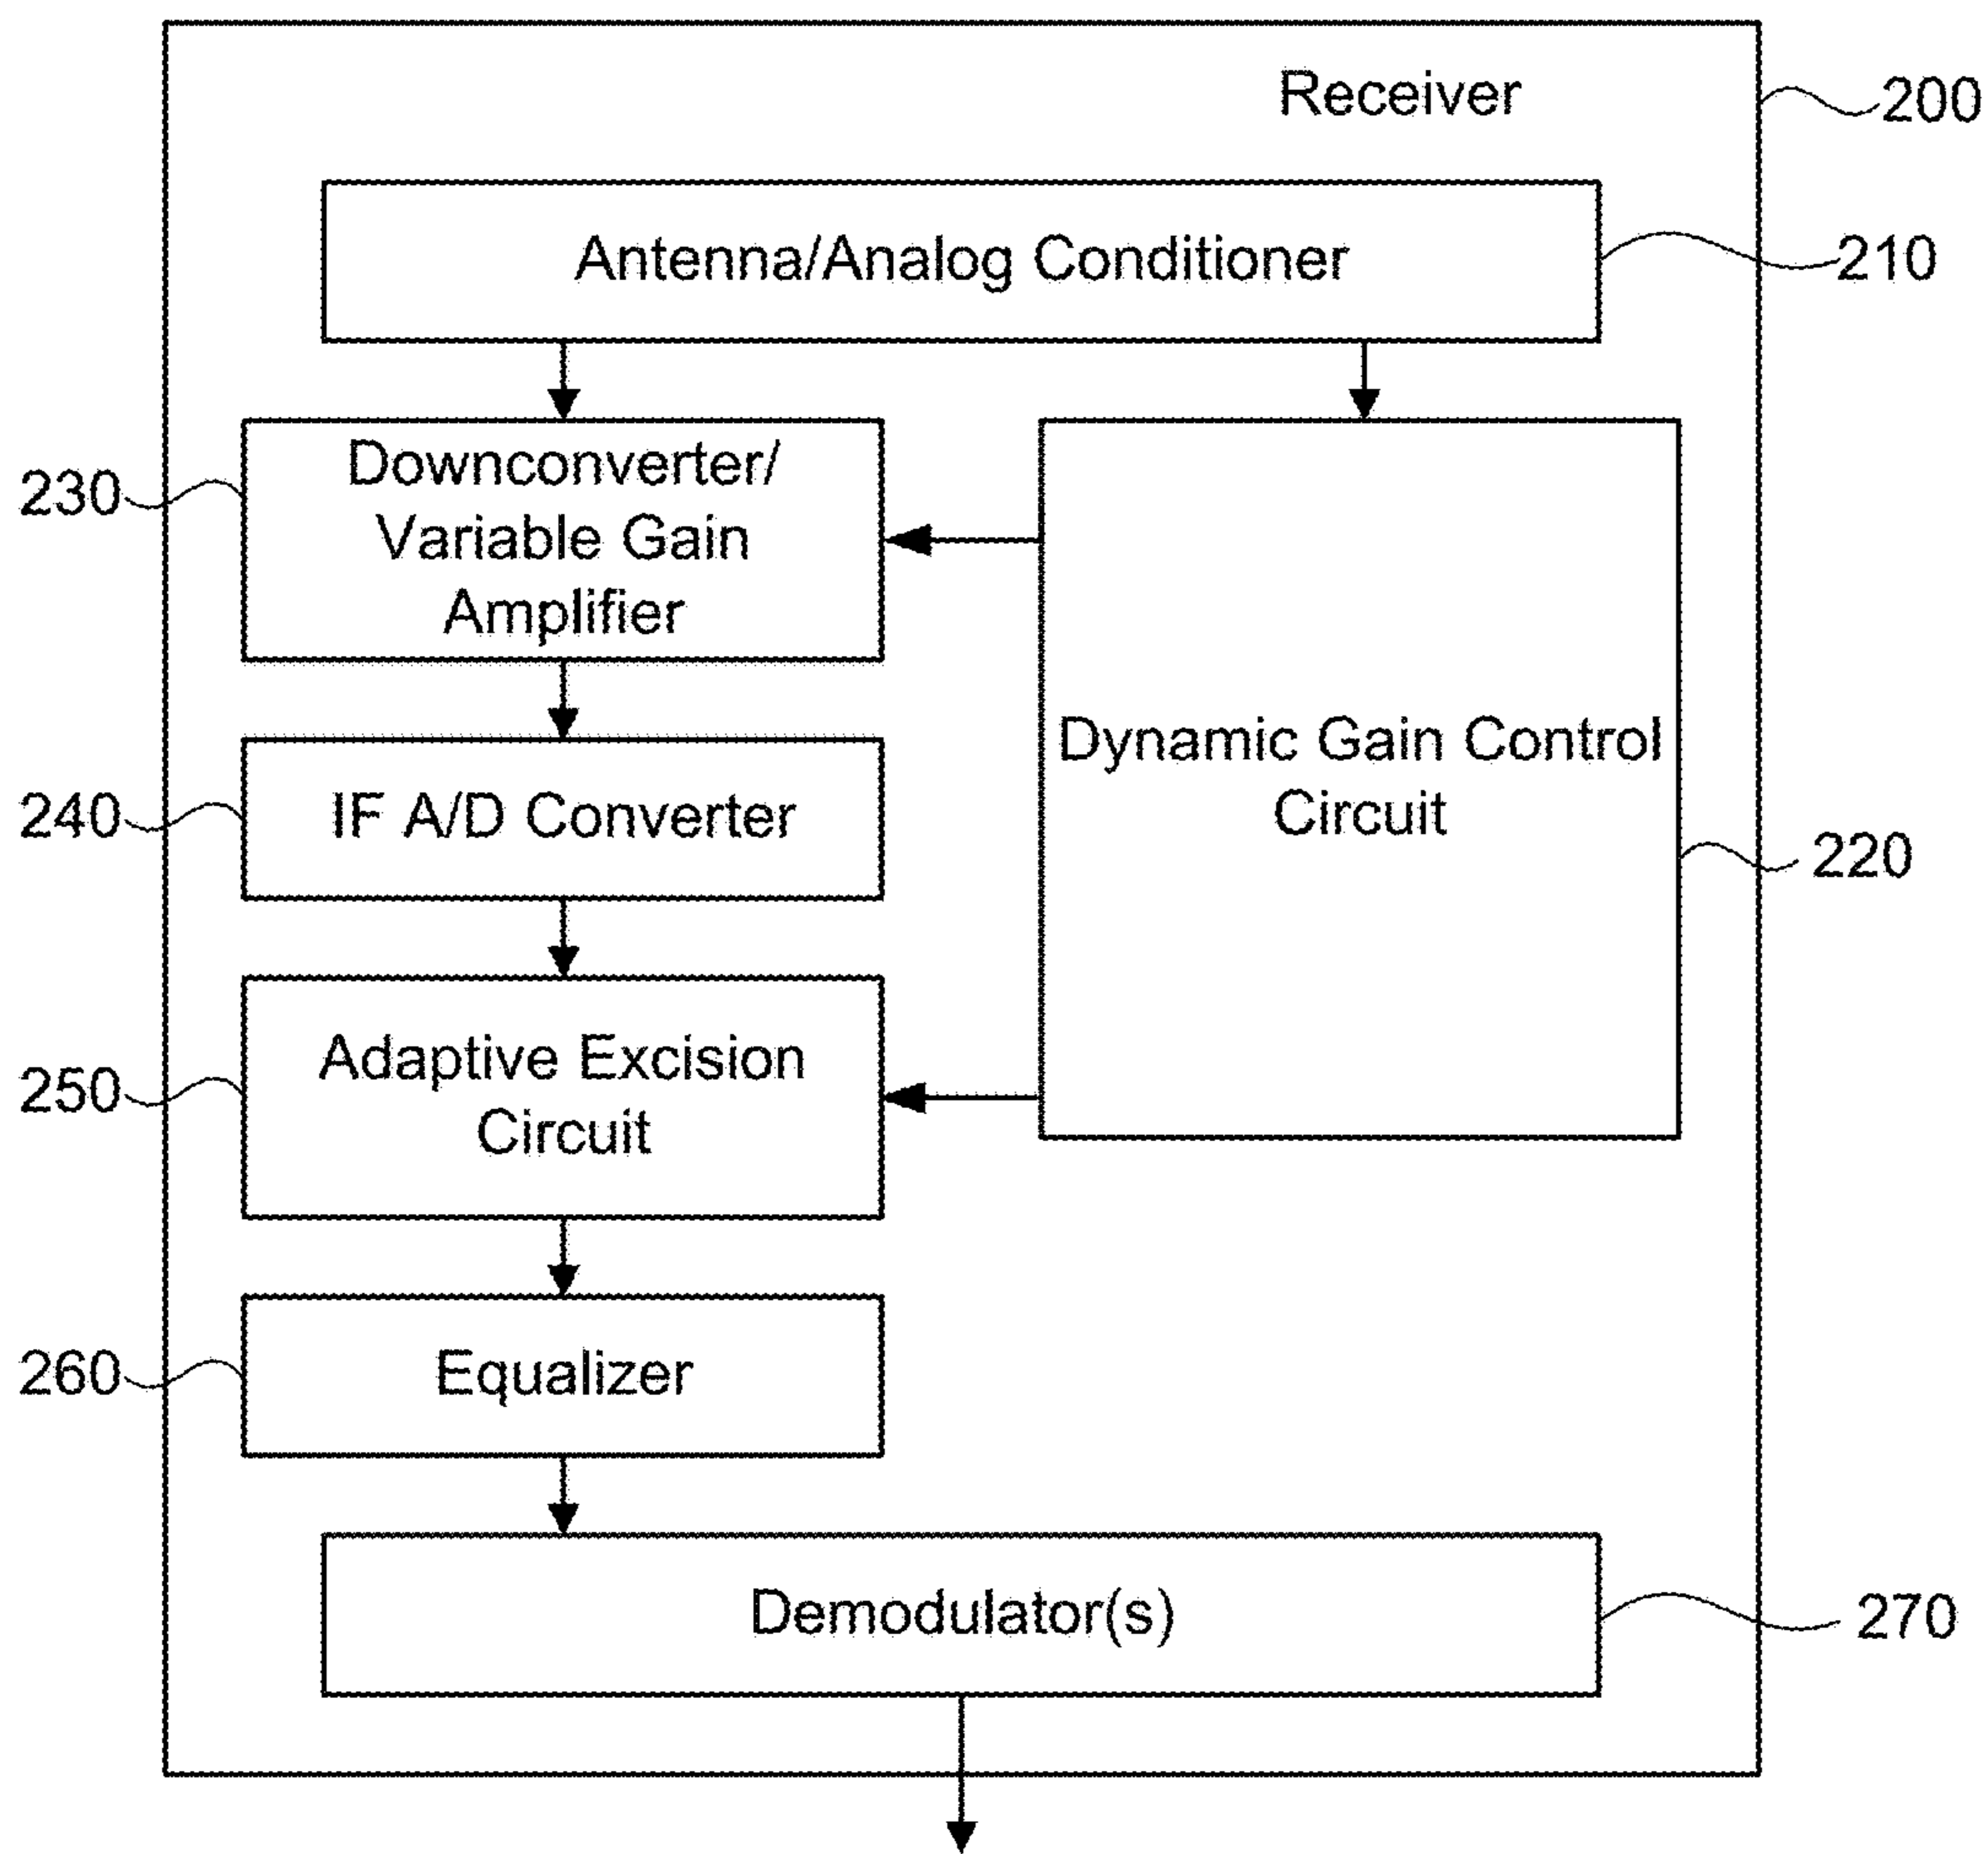 Receiver
200
Antenna/Analog Conditioner
210
230
Downconverter/
Variable Gain
Amplifier
Dynamic Gain Control
Circuit
220
240
IF A/D Converter
250
Adaptive Excision
Circuit
260
Equalizer
Demodulator(s)
270